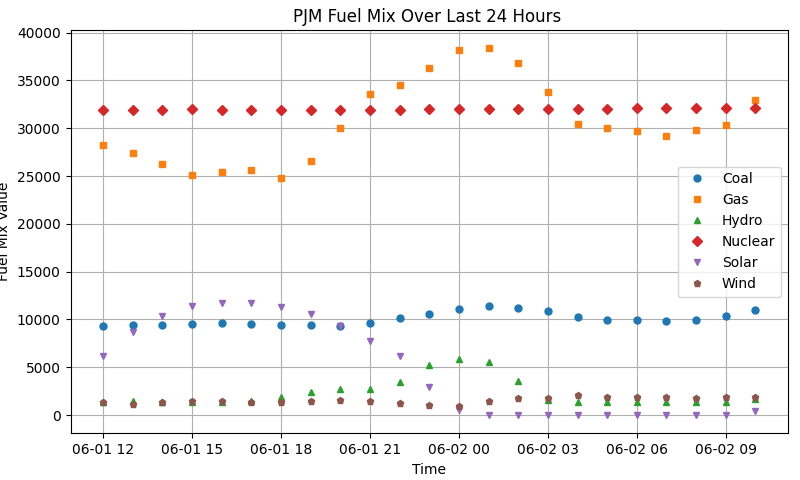 PJM Fuel Mix Over Last 24 Hours
40000
35000
30000
25000
20000
15000
10000
5000
0
Fuel Mix Value
Coal
Gas
Hydro
Nuclear
Solar
Wind
06-01 12 06-01 15 06-01 18 06-01 21 06-02 00 06-02 03 06-02 06 06-02 09
Time